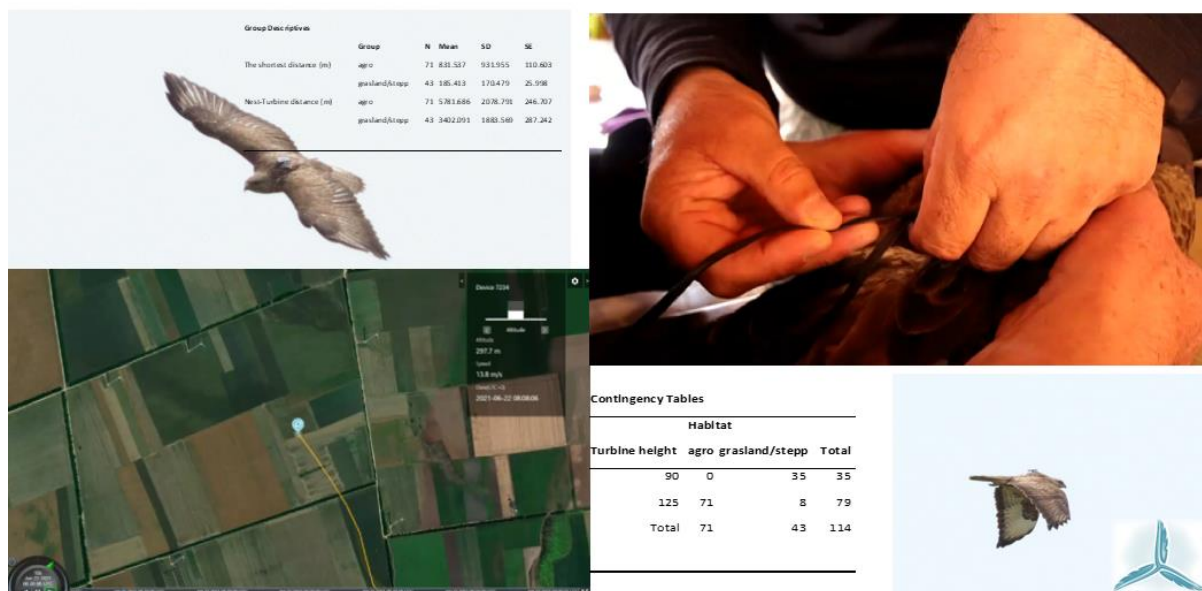 Group Descriptives
Group N Mean SD SE
The shortest distance (m) agro 71 831.537 931.955 110.603
grasland/stepp 43 185.413 170.479 25.998
Ness-Turbine distance (m) agro 71 5781.686 2078.791 246.707
grasland/stepp 43 3402.091 1883.569 287.242
Device 7234
Altitude
Altitude
297.7 m
Speed
13.8 m/s
2021-06-22 08:08:06
Contingency Tables
Habitat
Turbine height agro grasland/stepp Total
90 0 35 35
125 71 8 79
Total 71 43 114